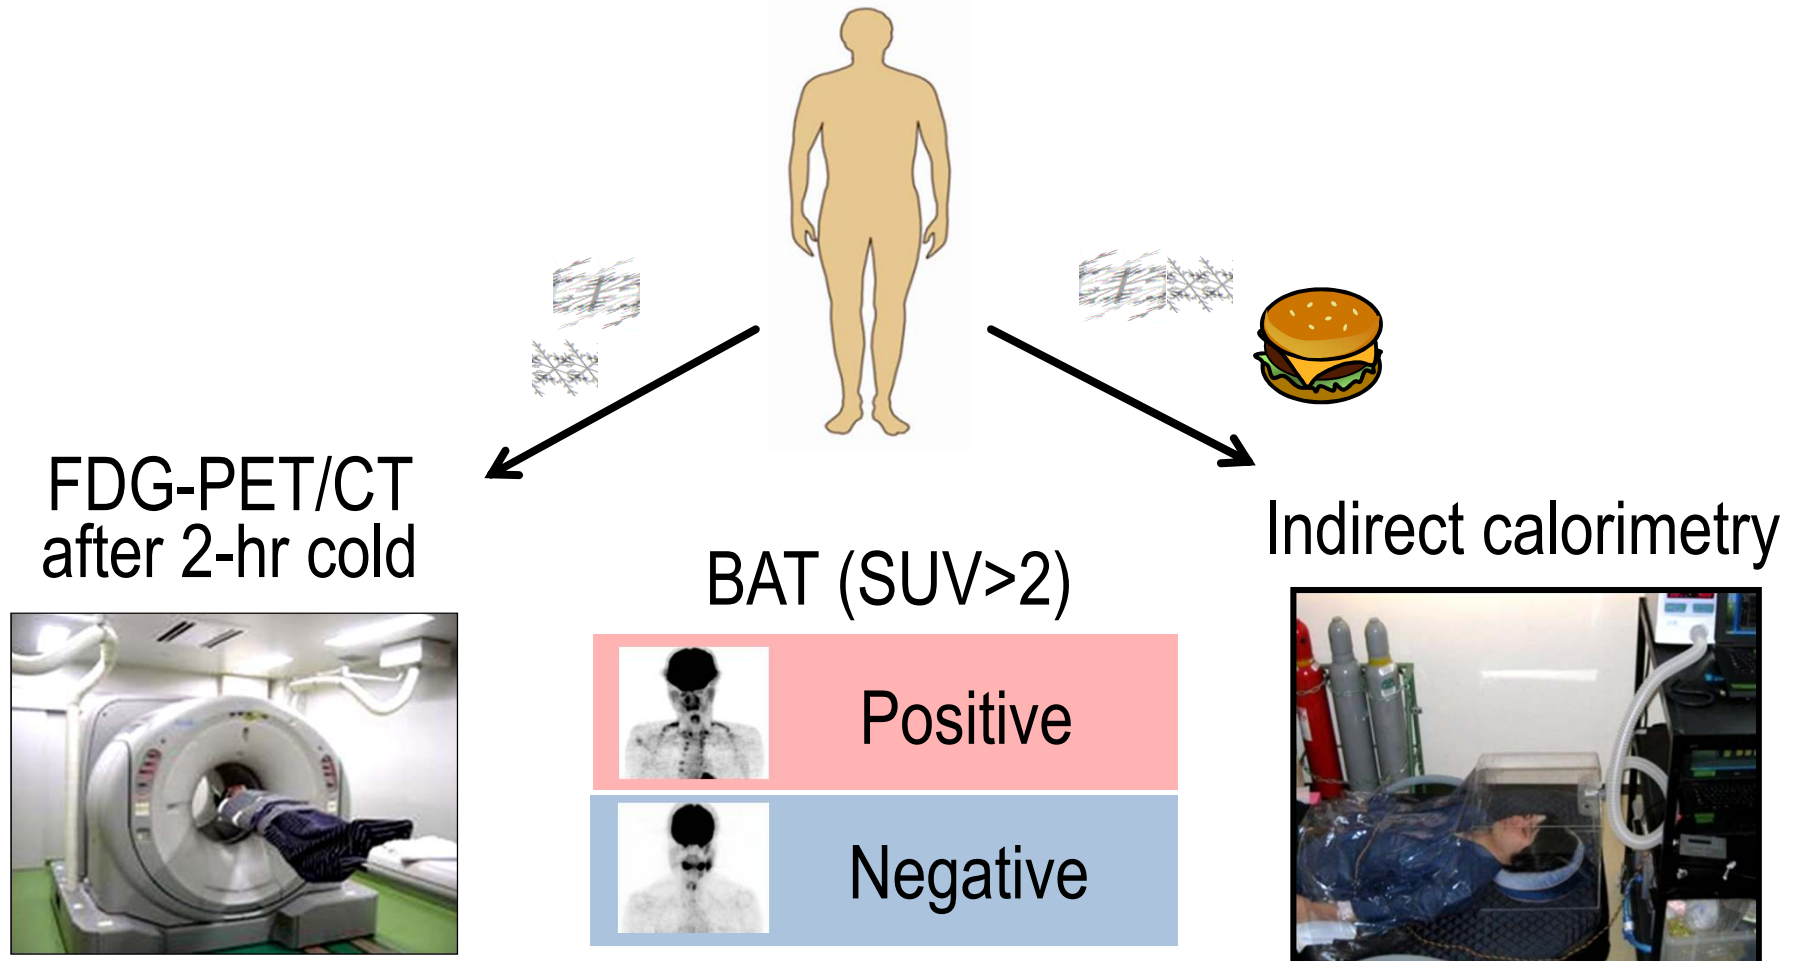 FDG-PET/CT
after 2-hr cold
BAT (SUV>2)
Positive
Negative
Indirect calorimetry